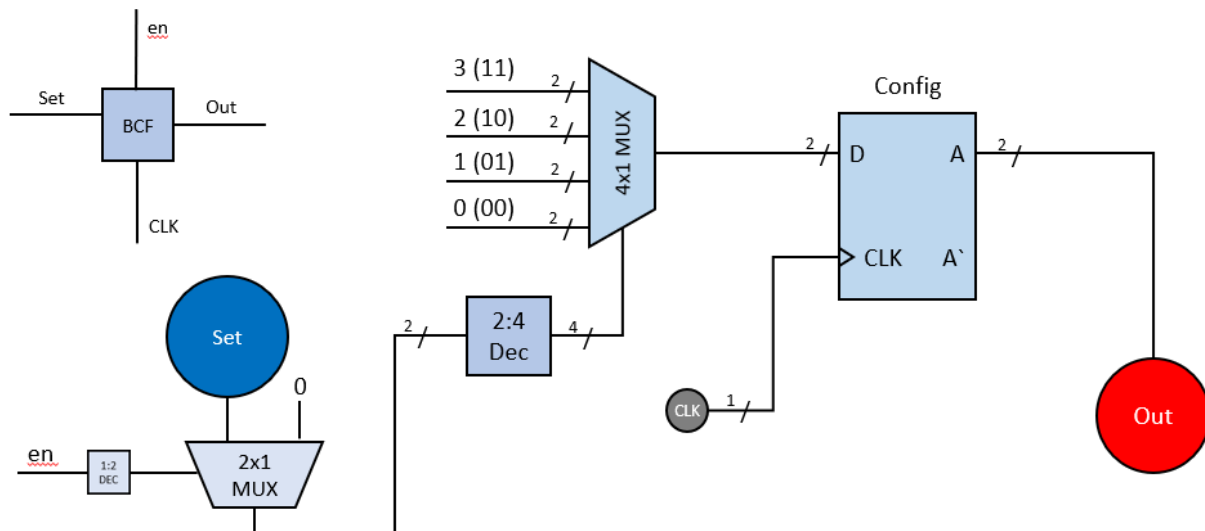 en
Set
BCF
Out
CLK
3 (11)
2
2 (10)
2
1 (01)
2
0 (00)
2
4x1 MUX
Config
2
D
A
2
CLK
A`
2
2:4
Dec
4
CLK
1
Out
Set
0
en
1:2
DEC
2x1
MUX